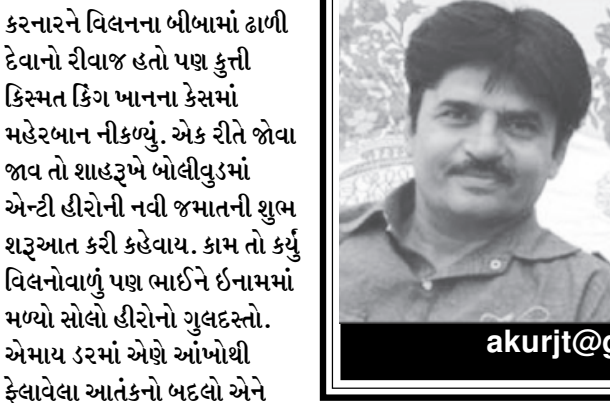 કરનારને વિલનના બીબામાં ઢાળી
દેવાનો રીવાજ હતો પણ કુત્તી
કિસ્મત કિંગ ખાનના કેસમાં
મહેરબાન નીકળ્યું. એક રીતે જોવા
જાવ તો શાહરૂખે બોલીવુડમાં
એન્ટી હીરોની નવી જમાતની શુભ
શરૂઆત કરી કહેવાય. કામ તો કર્યું
વિલનોવાળું પણ ભાઈને ઇનામમાં
મળ્યો સોલો હીરોનો ગુલદસ્તો.
એમાય ડરમાં એણે આંખોથી
ફેલાવેલા આતંકનો બદલો એને
akurjt@g